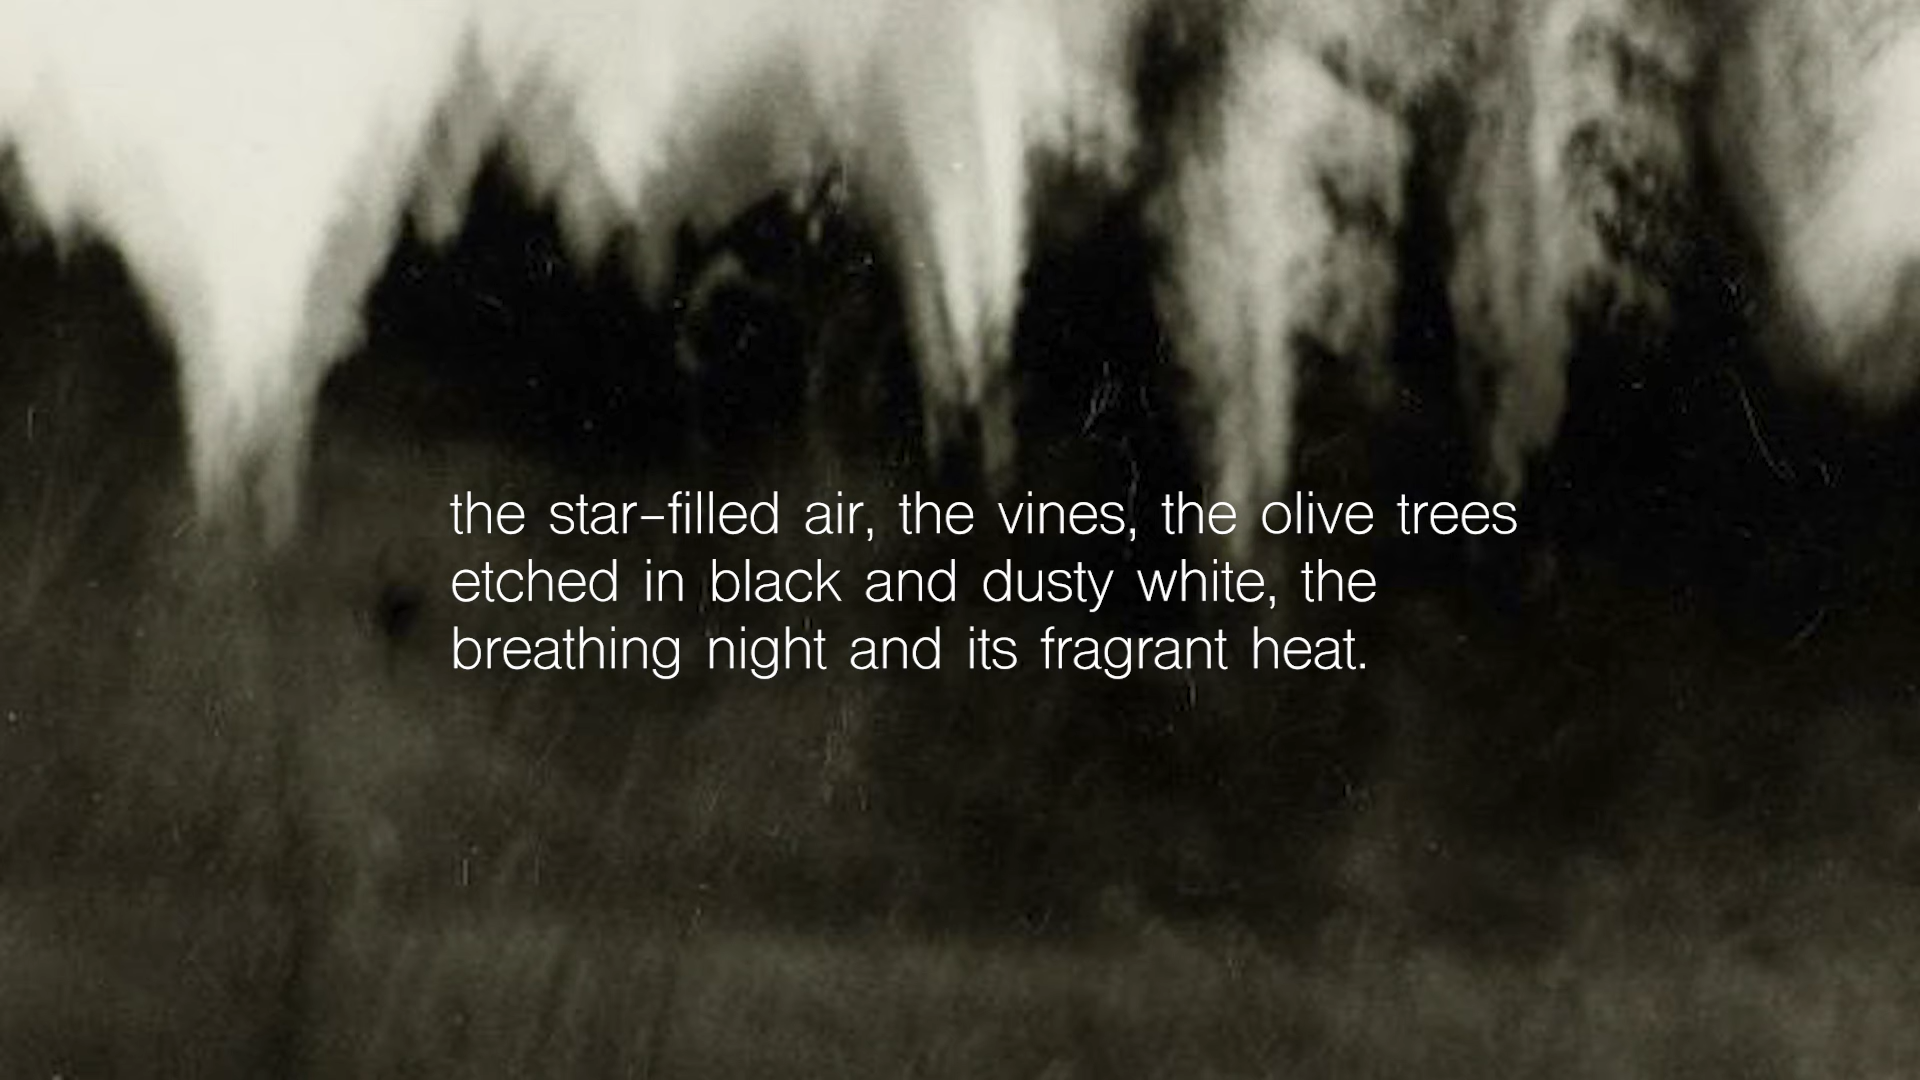 the star-filled air, the vines, the olive trees
etched in black and dusty white, the
breathing night and its fragrant heat.